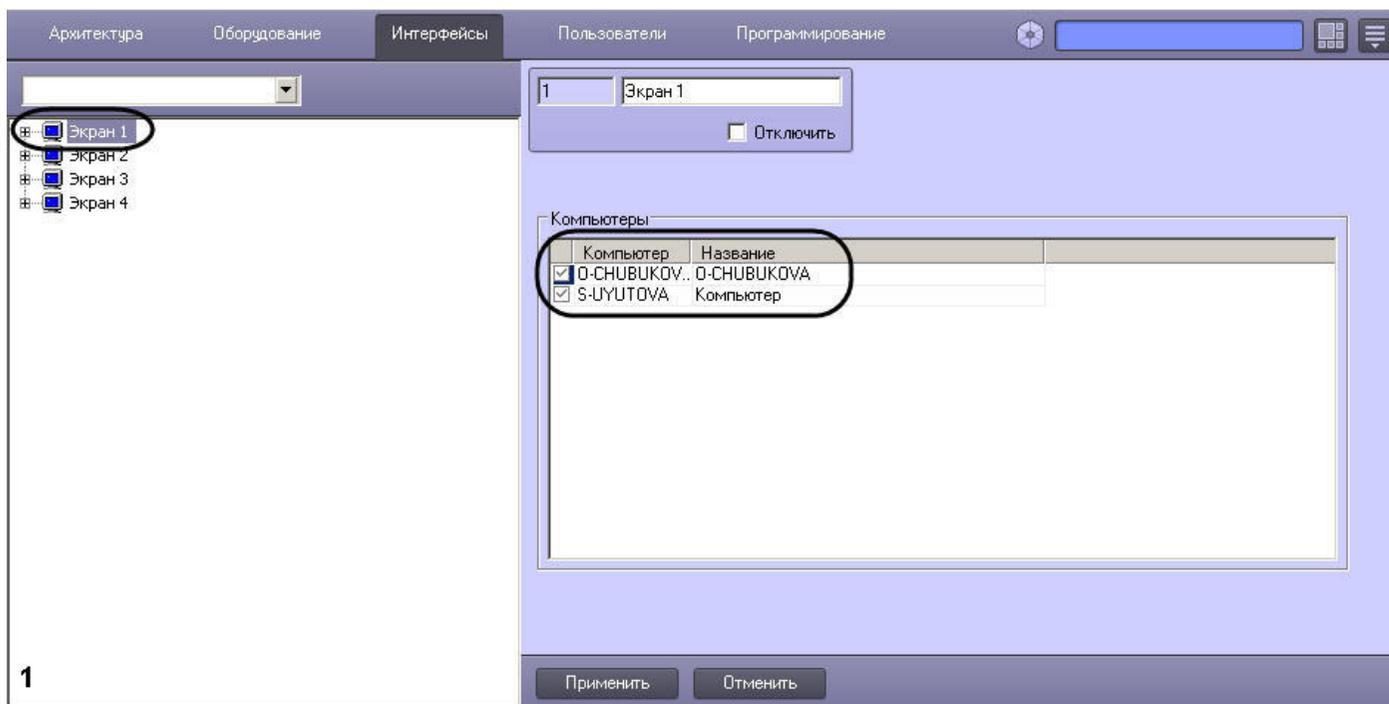 Архитектура Оборудование Интерфейсы Пользователи Программирование
Экран 1
Экран 2
Экран 3
Экран 4
1 Экран 1
Отключить
Компьютеры
Компьютер Название
O-CHUBUKOV.. O-CHUBUKOVA
S-UYUTOVA Компьютер
1
Применить Отменить